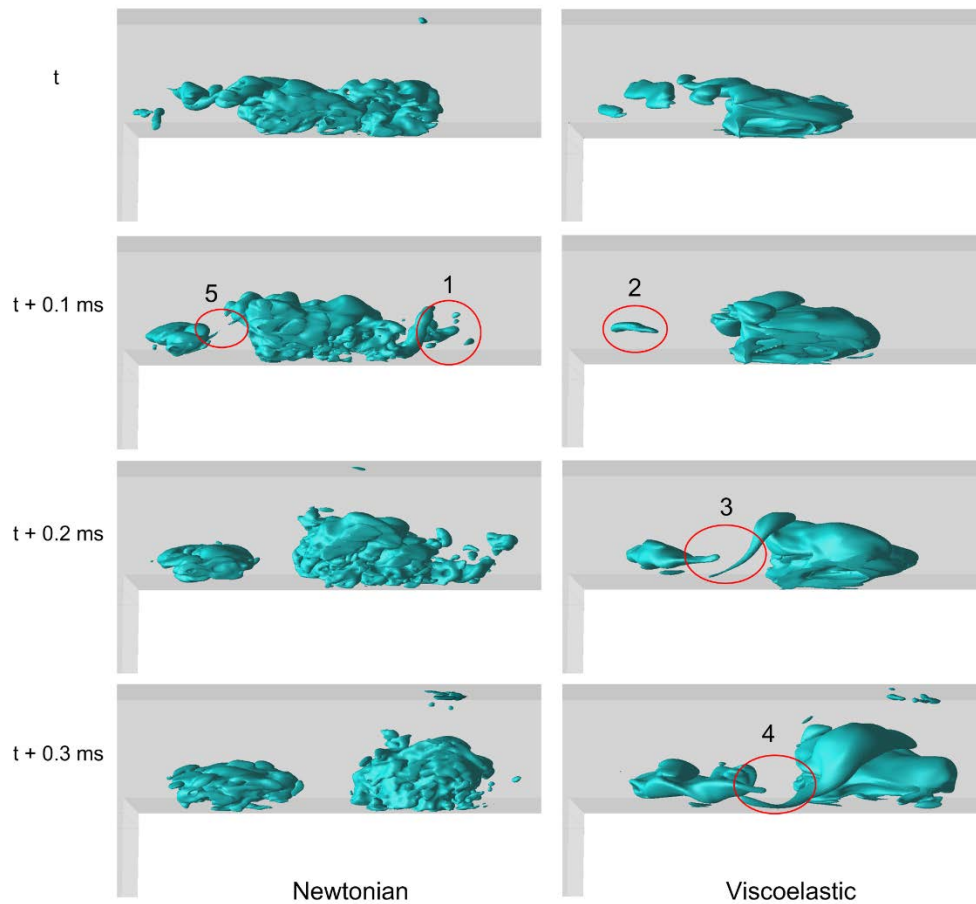 t
t + 0.1 ms
5
1
2
t + 0.2 ms
3
t + 0.3 ms
4
Newtonian
Viscoelastic